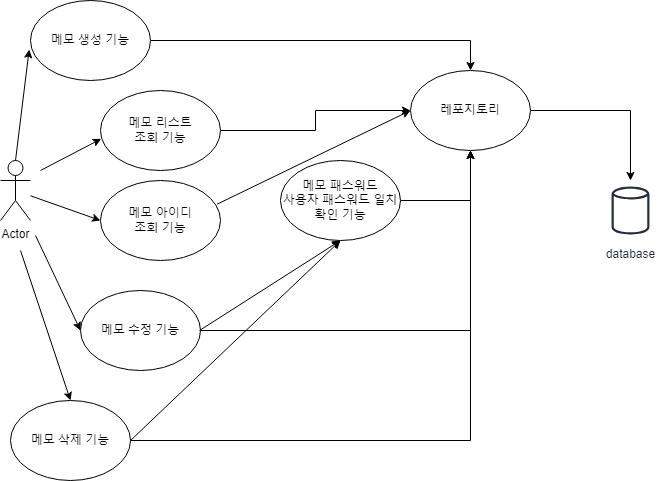 메모 생성 기능
메모 리스트
조회 기능
레포지토리
메모 패스워드
사용자 패스워드 일치
확인 기능
메모 아이디
조회 기능
Actor
database
메모 수정 기능
메모 삭제 기능